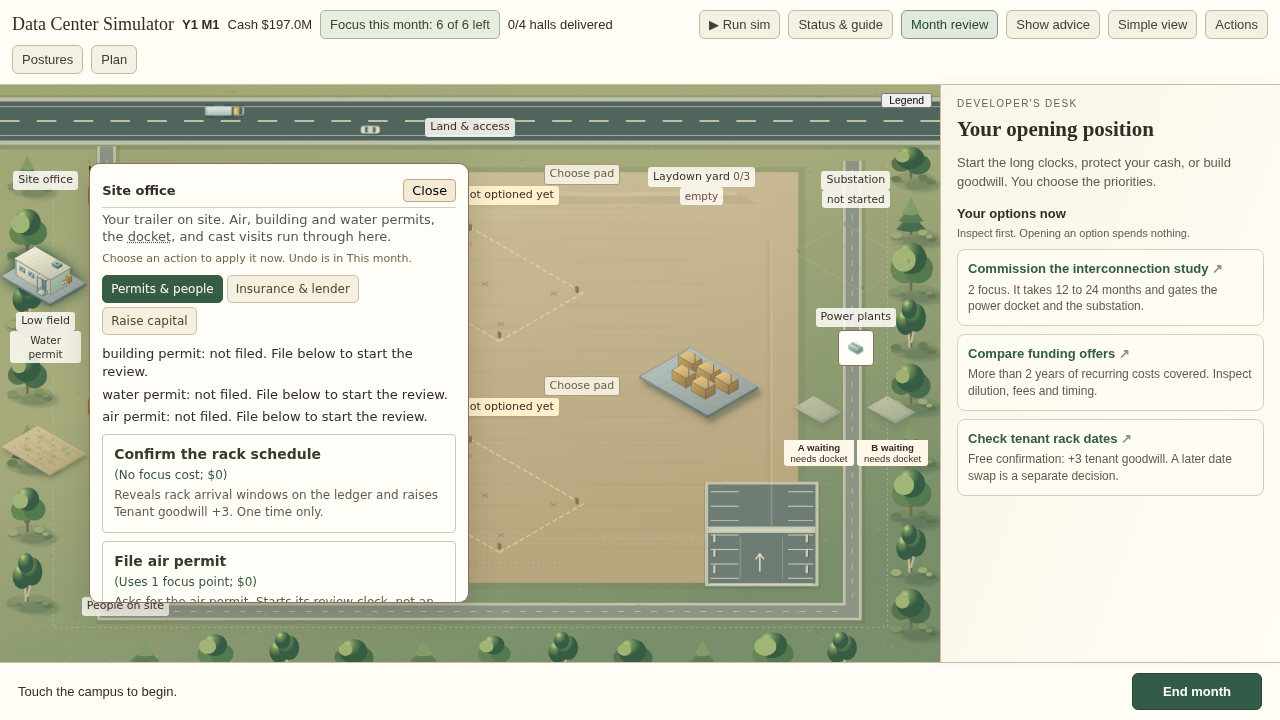 Data Center Simulator Y1 M1 Cash $197.0M Focus this month: 6 of 6 left 0/4 halls delivered
▶ Run sim Status & guide Month review Show advice Simple view Actions
Postures Plan
Legend
Land & access
Site office
Choose pad
Laydown yard 0/3
empty
Substation
not started
ot optioned yet
Low field
Water
permit
Power plants
Choose pad
ot optioned yet
A waiting
needs docket
B waiting
needs docket
People on site
Site office
Close
Your trailer on site. Air, building and water permits,
the docket, and cast visits run through here.
Choose an action to apply it now. Undo is in This month.
Permits & people Insurance & lender
Raise capital
building permit: not filed. File below to start the
review.
water permit: not filed. File below to start the review.
air permit: not filed. File below to start the review.
Confirm the rack schedule
(No focus cost; $0)
Reveals rack arrival windows on the ledger and raises
Tenant goodwill +3. One time only.
File air permit
(Uses 1 focus point; $0)
Asks for the air permit. Starts its review clock, not an
DEVELOPER'S DESK
Your opening position
Start the long clocks, protect your cash, or build
goodwill. You choose the priorities.
Your options now
Inspect first. Opening an option spends nothing.
Commission the interconnection study ↗
2 focus. It takes 12 to 24 months and gates the
power docket and the substation.
Compare funding offers ↗
More than 2 years of recurring costs covered. Inspect
dilution, fees and timing.
Check tenant rack dates ↗
Free confirmation: +3 tenant goodwill. A later date
swap is a separate decision.
Touch the campus to begin.
End month